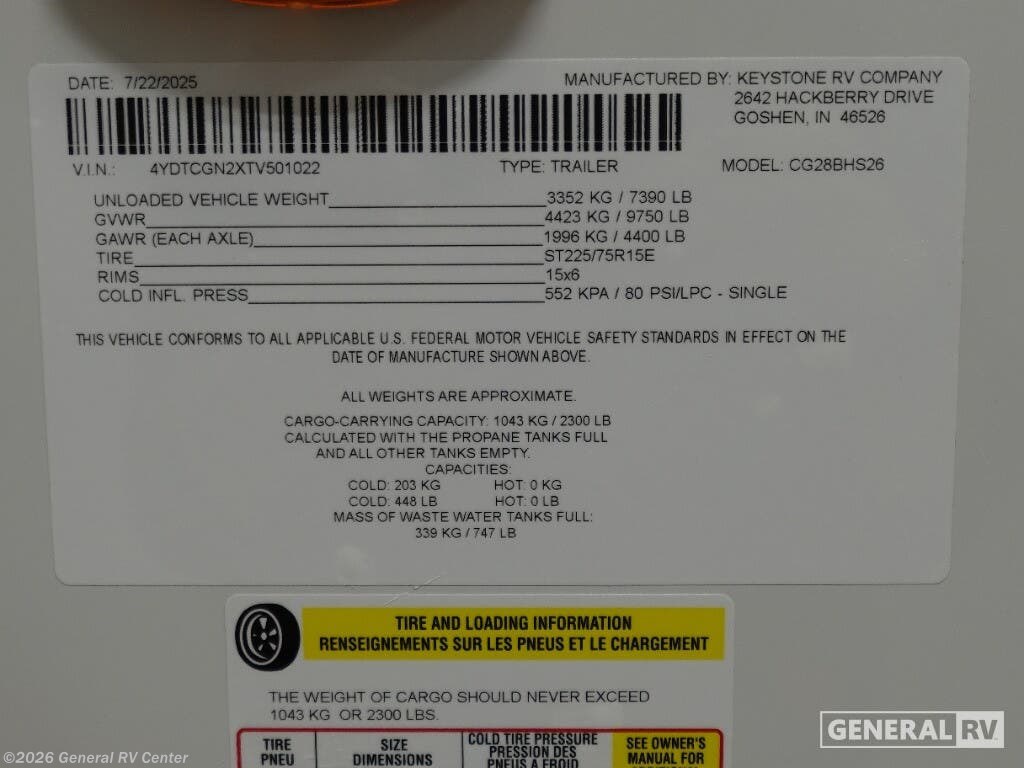 DATE: 7/22/2025
MANUFACTURED BY: KEYSTONE RV COMPANY
2642 HACKBERRY DRIVE
GOSHEN, IN 46526
V.I.N.: 4YDTCGN2XTV501022 TYPE: TRAILER MODEL: CG28BHS26
UNLOADED VEHICLE WEIGHT 3352 KG / 7390 LB
GVWR 4423 KG / 9750 LB
GAWR (EACH AXLE) 1996 KG / 4400 LB
TIRE ST225/75R15E
RIMS 15x6
COLD INFL. PRESS 552 KPA / 80 PSI/LPC - SINGLE
THIS VEHICLE CONFORMS TO ALL APPLICABLE U.S. FEDERAL MOTOR VEHICLE SAFETY STANDARDS IN EFFECT ON THE
DATE OF MANUFACTURE SHOWN ABOVE.
ALL WEIGHTS ARE APPROXIMATE.
CARGO-CARRYING CAPACITY: 1043 KG / 2300 LB
CALCULATED WITH THE PROPANE TANKS FULL
AND ALL OTHER TANKS EMPTY.
CAPACITIES:
COLD: 203 KG HOT: 0 KG
COLD: 448 LB HOT: 0 LB
MASS OF WASTE WATER TANKS FULL:
339 KG / 747 LB
TIRE AND LOADING INFORMATION
RENSEIGNEMENTS SUR LES PNEUS ET LE CHARGEMENT
THE WEIGHT OF CARGO SHOULD NEVER EXCEED
1043 KG OR 2300 LBS.
TIRE
PNEU
SIZE
DIMENSIONS
COLD TIRE PRESSURE
PRESSION DES
PNEUS A FROID
SEE OWNER'S
MANUAL FOR
GENERAL RV
©2026 General RV Center